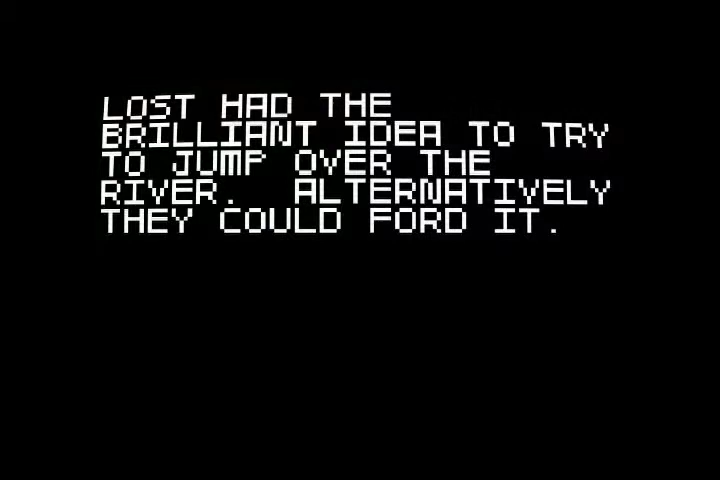 LOST HAD THE
BRILLIANT IDEA TO TRY
TO JUMP OVER THE
RIVER.  ALTERNATIVELY
THEY COULD FORD IT.